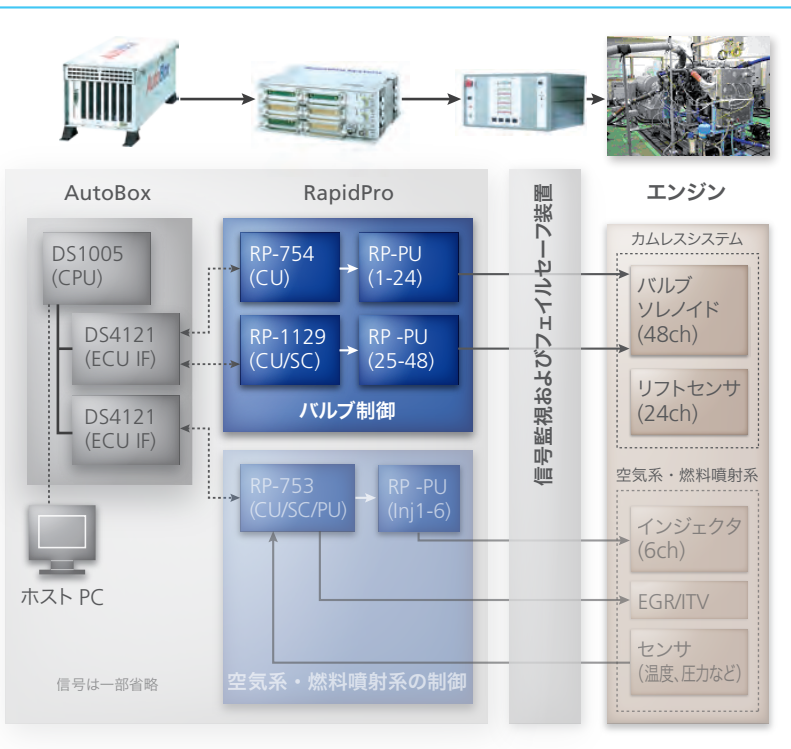 AutoBox
AutoBox
RapidPro
エンジン
DS1005
(CPU)
DS4121
(ECU IF)
DS4121
(ECU IF)
ホスト PC
信号は一部省略
RP-754
(CU)
RP-PU
(1-24)
RP-1129
(CU/SC)
RP -PU
(25-48)
バルブ制御
RP-753
(CU/SC/PU)
RP -PU
(Inj1-6)
空気系・燃料噴射系の制御
信号監視およびフェイルセーフ装置
カムレスシステム
バルブ
ソレノイド
(48ch)
リフトセンサ
(24ch)
空気系・燃料噴射系
インジェクタ
(6ch)
EGR/ITV
センサ
(温度、圧力など)